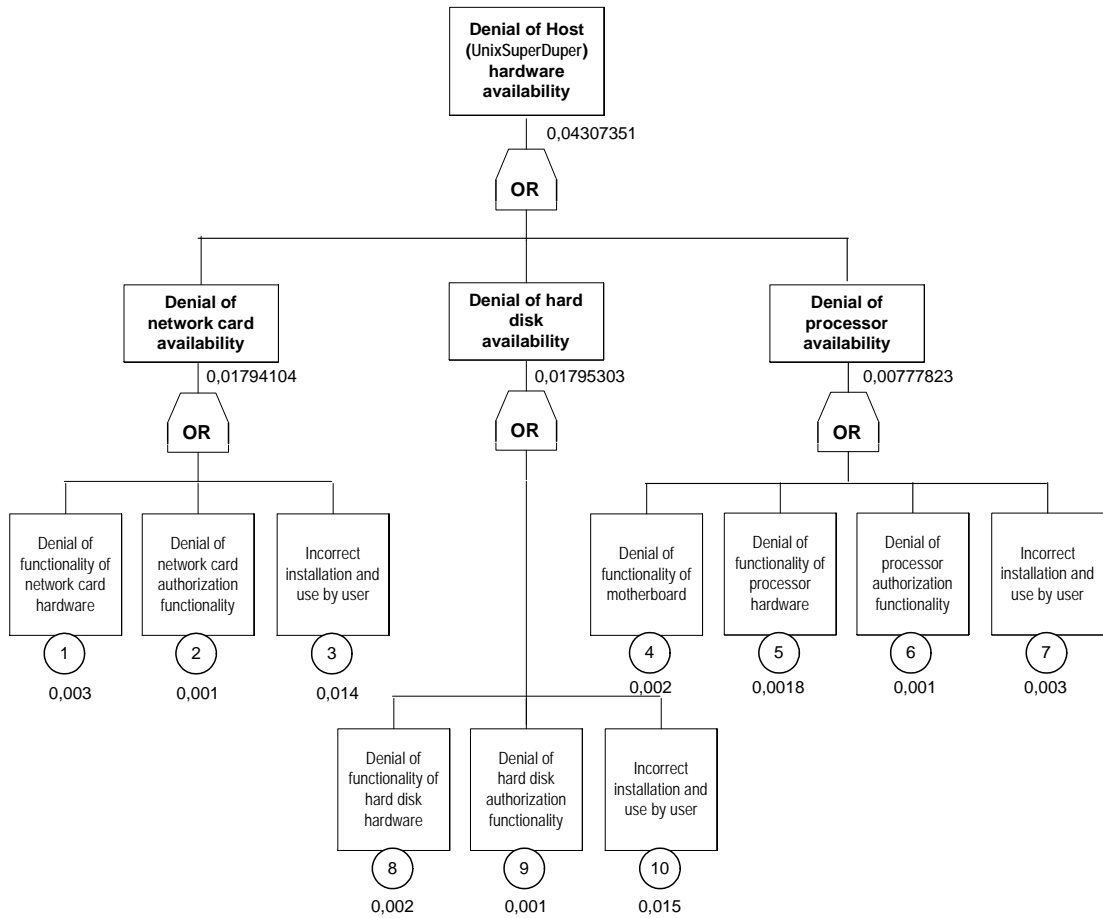 Denial of Host
(UnixSuperDuper)
hardware
availability
0,04307351
OR
Denial of
network card
availability
0,01794104
OR
Denial of hard
disk
availability
0,01795303
OR
Denial of
processor
availability
0,00777823
OR
Denial of
functionality of
network card
hardware
1
0,003
Denial of
network card
authorization
functionality
2
0,001
Incorrect
installation and
use by user
3
0,014
Denial of
functionality of
motherboard
4
0,002
Denial of
functionality of
processor
hardware
5
0,0018
Denial of
processor
authorization
functionality
6
0,001
Incorrect
installation and
use by user
7
0,003
Denial of
functionality of
hard disk
hardware
8
0,002
Denial of
hard disk
authorization
functionality
9
0,001
Incorrect
installation and
use by user
10
0,015